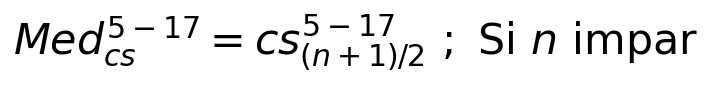 $Med_{cs}^{5-17} = cs_{(n+1)/2}^{5-17}$ ; Si $n$ impar